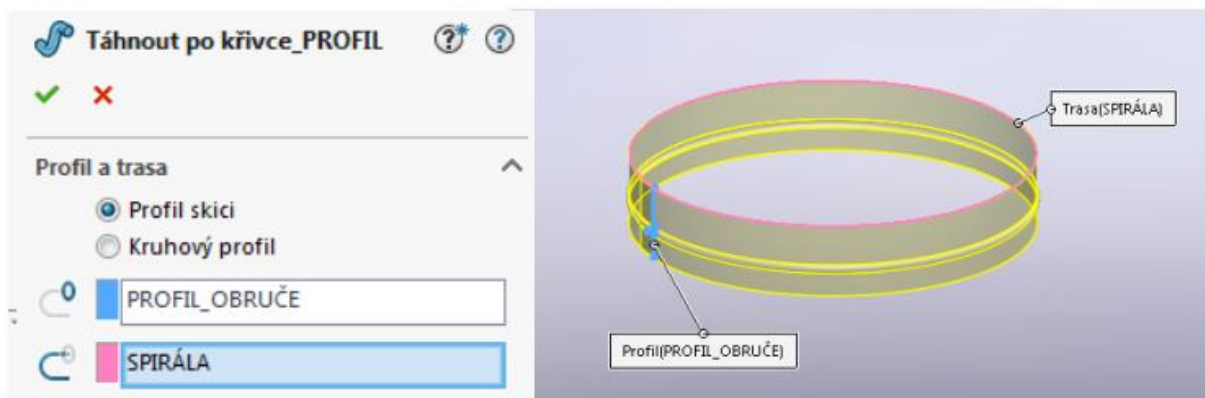 Táhnout po křivce_PROFIL
Profil a trasa
Profil skici
Kruhový profil
PROFIL_OBRUČE
SPIRÁLA
Trasa(SPIRÁLA)
Profil(PROFIL_OBRUČE)